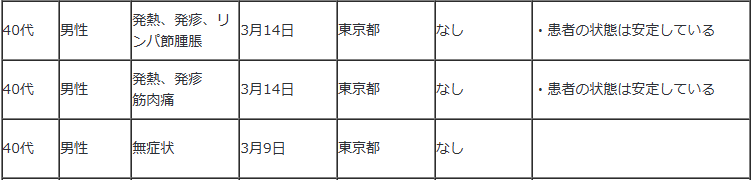 40代 男性 発熱、発疹、リンパ節腫脹 3月14日 東京都 なし ・患者の状態は安定している
40代 男性 発熱、発疹 筋肉痛 3月14日 東京都 なし ・患者の状態は安定している
40代 男性 無症状 3月9日 東京都 なし